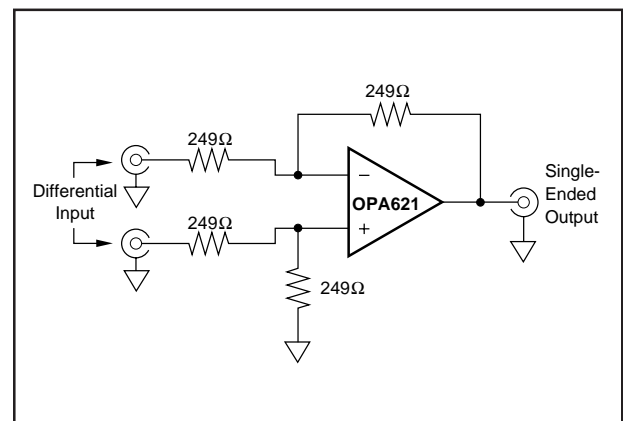 249Ω
249Ω
Differential
Input
−
OPA621
+
Single-
Ended
Output
249Ω
249Ω